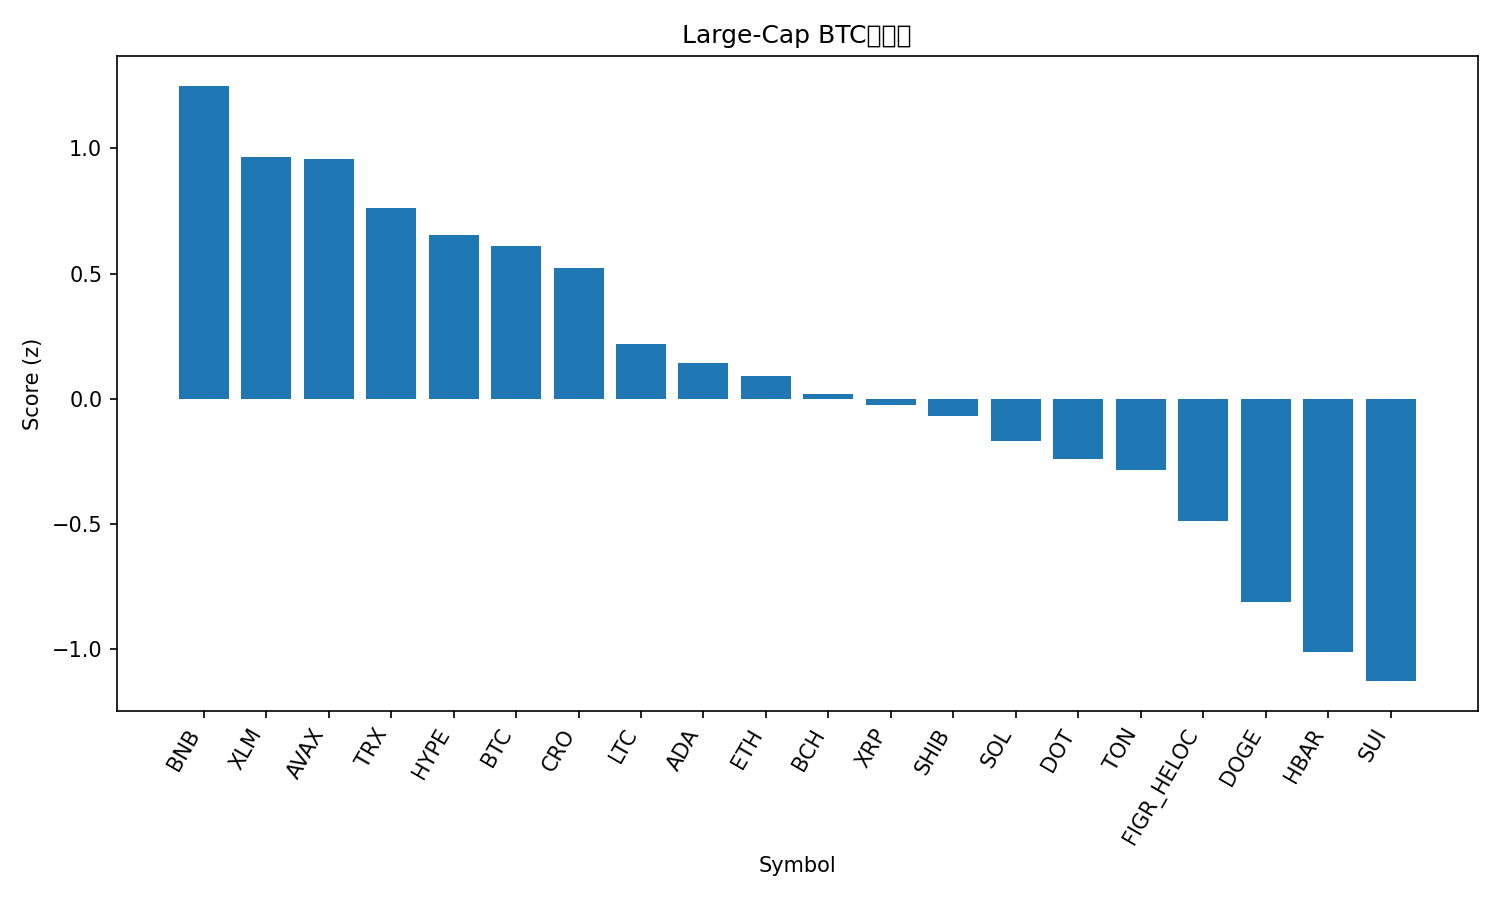 Large-Cap BTC
Score (z)
1.0
0.5
0.0
−0.5
−1.0
BNB
XLM
AVAX
TRX
HYPE
BTC
CRO
LTC
ADA
ETH
BCH
XRP
SHIB
SOL
DOT
TON
FIGR_HELOC
DOGE
HBAR
SUI
Symbol